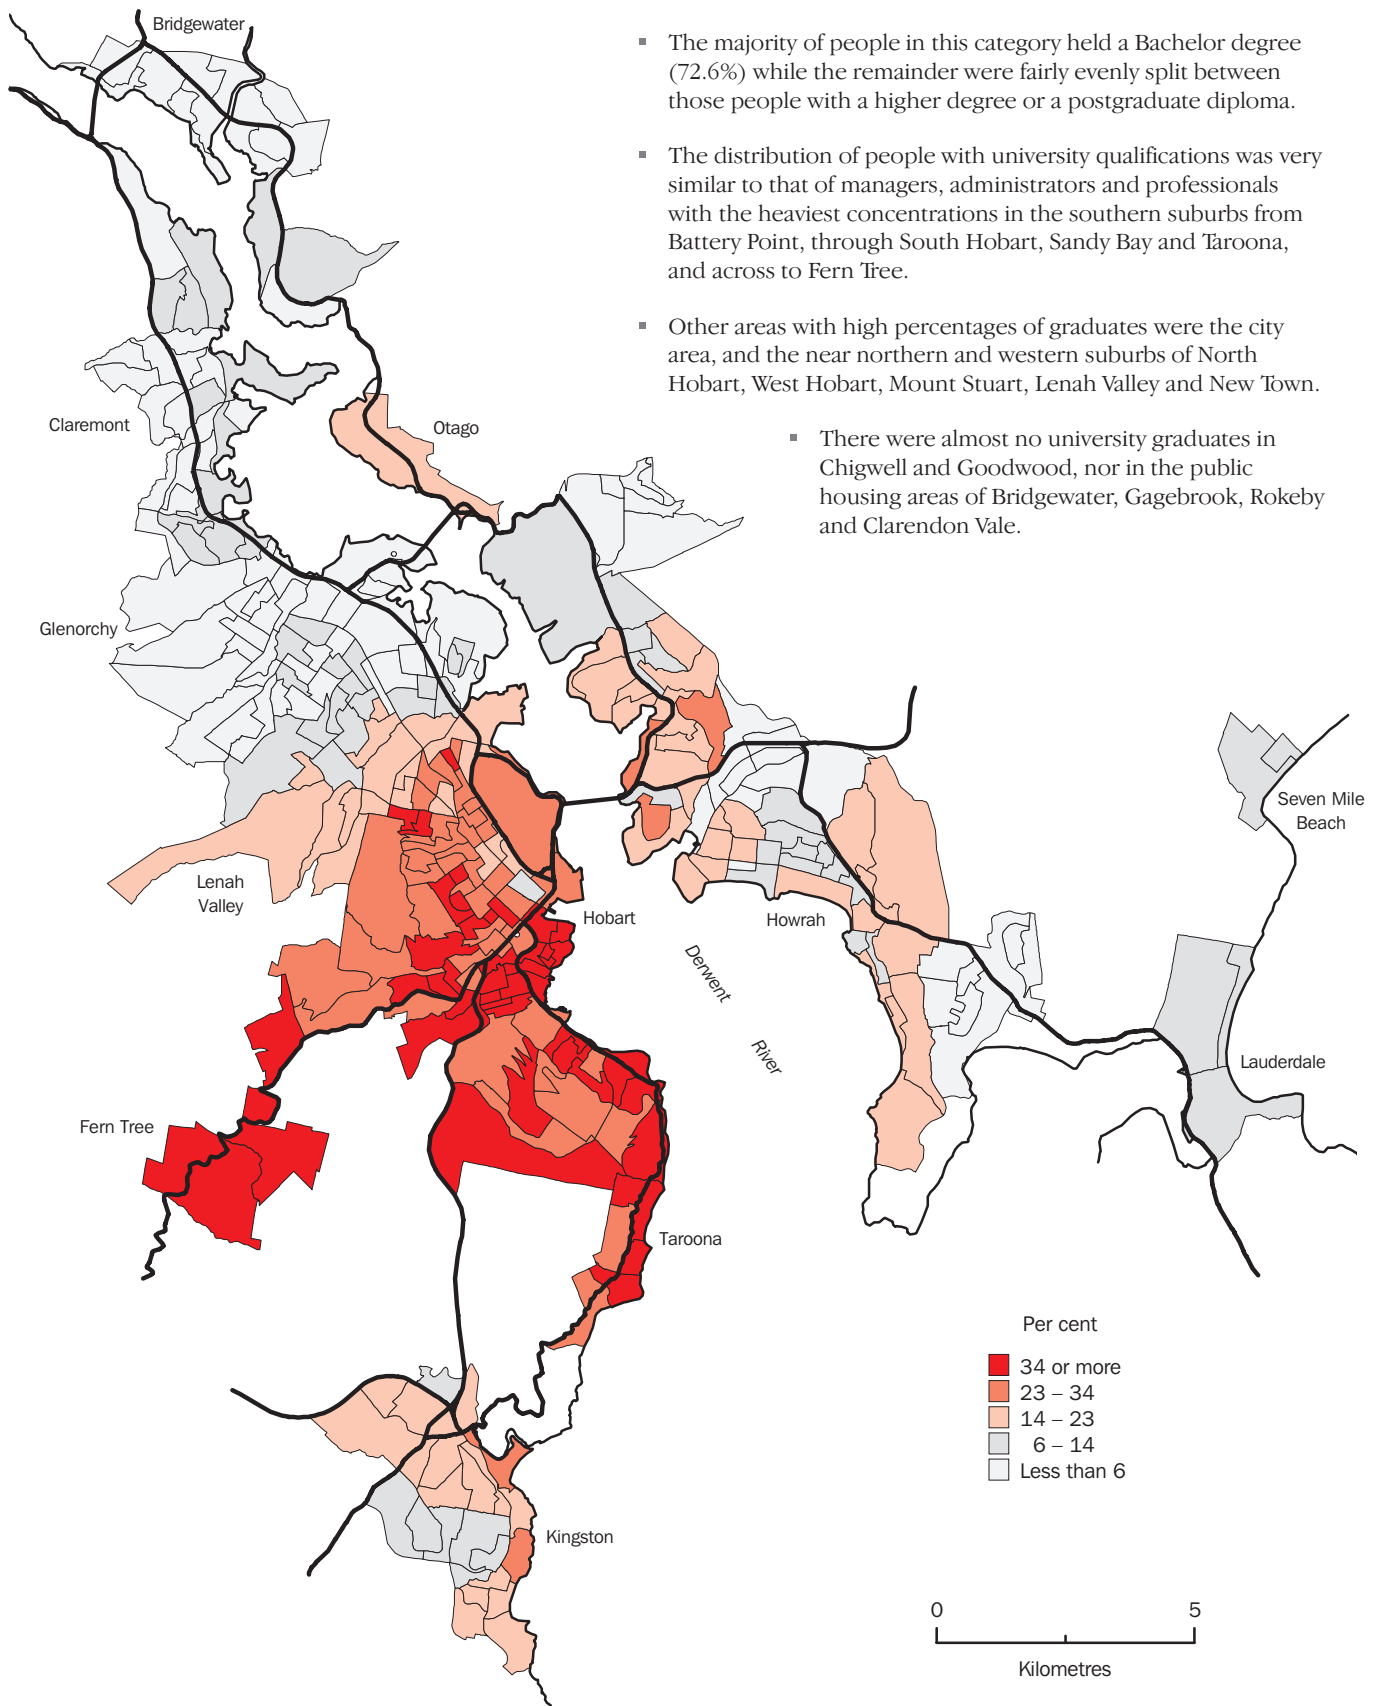 Bridgewater
▪ The majority of people in this category held a Bachelor degree
(72.6%) while the remainder were fairly evenly split between
those people with a higher degree or a postgraduate diploma.
▪ The distribution of people with university qualifications was very
similar to that of managers, administrators and professionals
with the heaviest concentrations in the southern suburbs from
Battery Point, through South Hobart, Sandy Bay and Taroona,
and across to Fern Tree.
▪ Other areas with high percentages of graduates were the city
area, and the near northern and western suburbs of North
Hobart, West Hobart, Mount Stuart, Lenah Valley and New Town.
▪ There were almost no university graduates in
Chigwell and Goodwood, nor in the public
housing areas of Bridgewater, Gagebrook, Rokeby
and Clarendon Vale.
Claremont
Otago
Glenorchy
Seven Mile
Beach
Lenah
Valley
Hobart
Howrah
Derwent
River
Lauderdale
Fern Tree
Taroona
Per cent
34 or more
23 – 34
14 – 23
6 – 14
Less than 6
Kingston
0 5
Kilometres